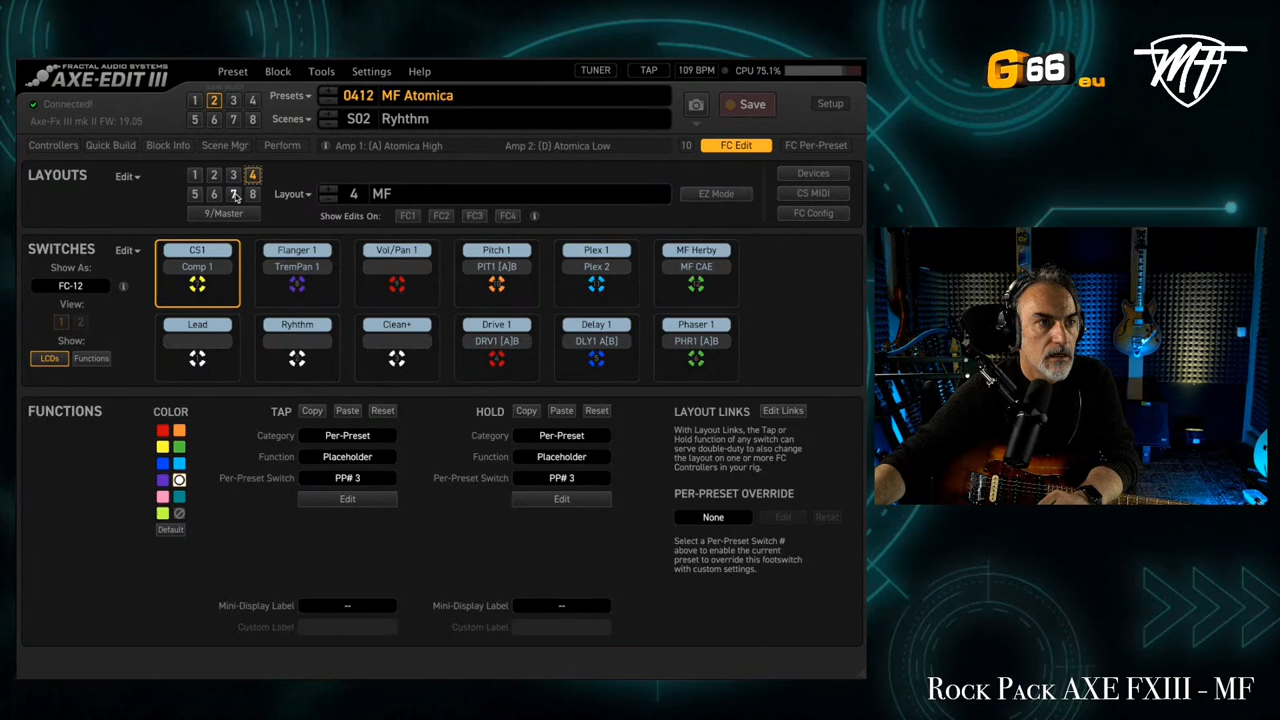 FRACTAL AUDIO SYSTEMS
AXE-EDIT III
Preset Block Tools Settings Help
TUNER TAP 109 BPM CPU 75.1%
Connected!
Axe-Fx III mk II FW: 19.05
1 2 3 4
5 6 7 8
Presets 0412 MF Atomica
Scenes S02 Ryhthm
Save Setup
Controllers Quick Build Block Info Scene Mgr Perform
Amp 1: (A) Atomica High Amp 2: (D) Atomica Low
10 FC Edit FC Per-Preset
LAYOUTS Edit
1 2 3 4
5 6 7 8
9/Master
Layout 4 MF
EZ Mode
Show Edits On: FC1 FC2 FC3 FC4
Devices
CS MIDI
FC Config
SWITCHES Edit
Show As:
FC-12
View:
1 2
Show:
LCDs Functions
CS1 Flanger 1 Vol/Pan 1 Pitch 1 Plex 1 MF Herby
Comp 1 TremPan 1 PIT1 [A]B Plex 2 MF CAE
Lead Ryhthm Clean+ Drive 1 Delay 1 Phaser 1
DRV1 [A]B DLY1 A[B] PHR1 [A]B
FUNCTIONS
COLOR
Default
TAP Copy Paste Reset
Category Per-Preset
Function Placeholder
Per-Preset Switch PP# 3
Edit
Mini-Display Label --
Custom Label
HOLD Copy Paste Reset
Category Per-Preset
Function Placeholder
Per-Preset Switch PP# 3
Edit
Mini-Display Label --
Custom Label
LAYOUT LINKS Edit Links
With Layout Links, the Tap or
Hold function of any switch can
serve double-duty to also change
the layout on one or more FC
Controllers in your rig.
PER-PRESET OVERRIDE
None Edit Reset
Select a Per-Preset Switch #
above to enable the current
preset to override this footswitch
with custom settings.
G66.eu
MF
Rock Pack AXE FXIII - MF